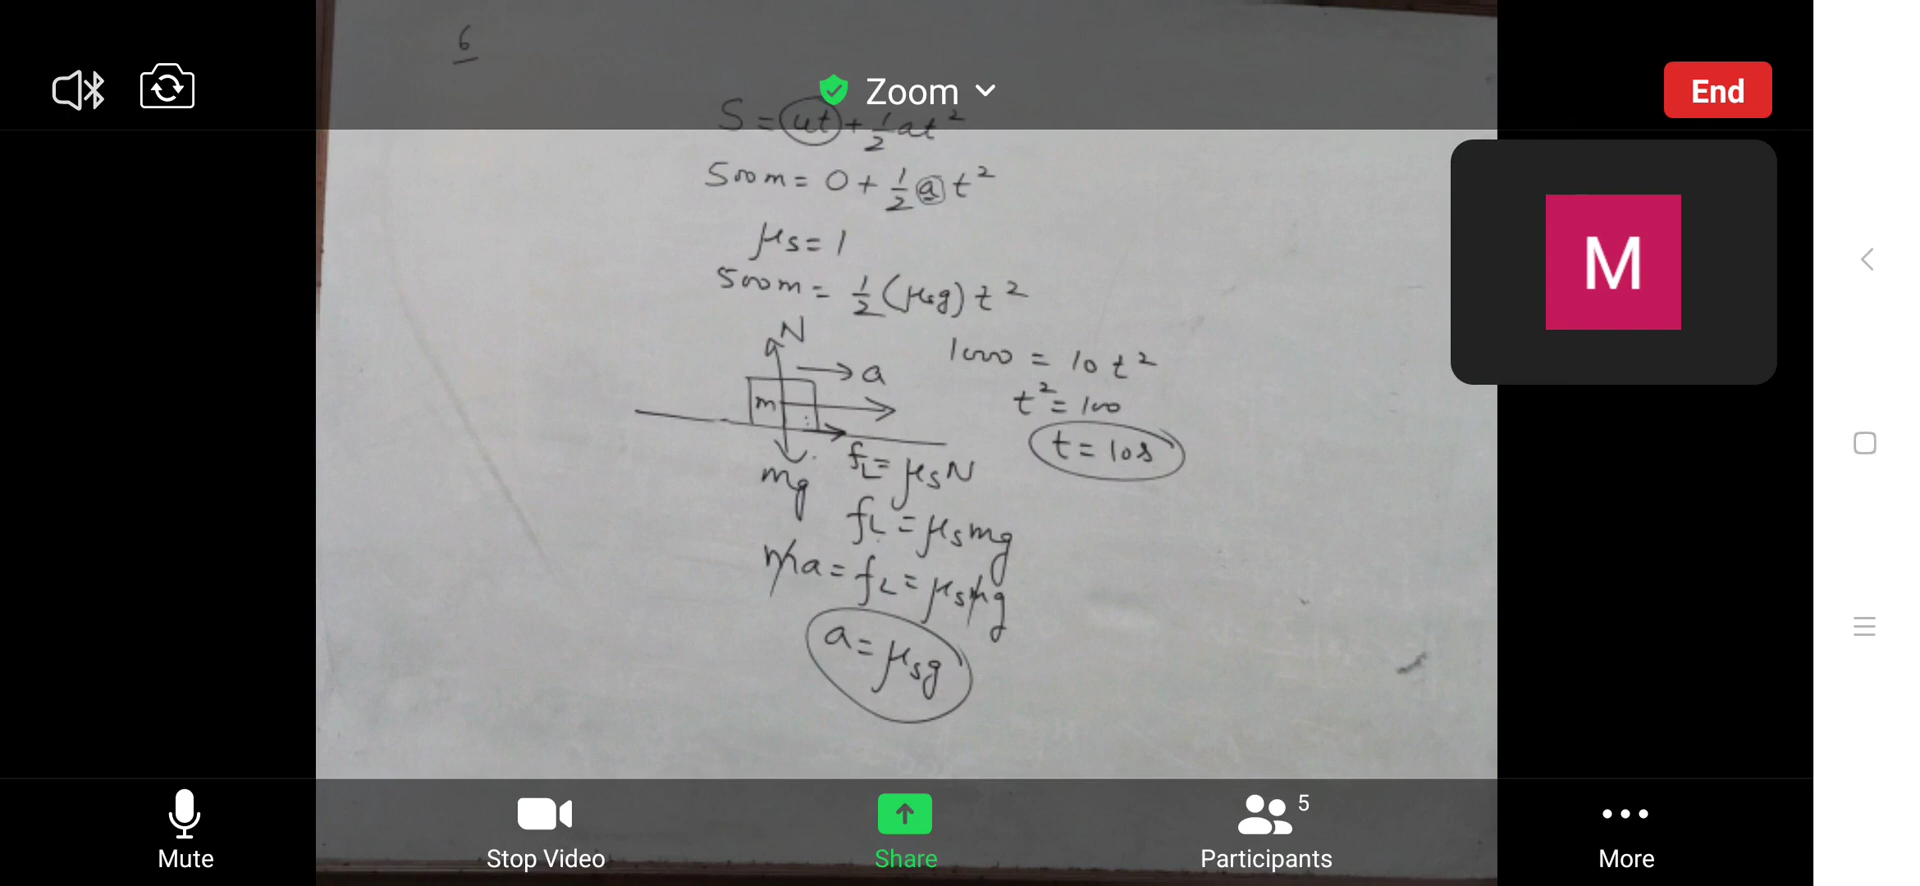 6
Zoom
End
S = ut + 1/2 at²
500 m = 0 + 1/2 a t²
M
μs = 1
500 m = 1/2 (μsg) t²
N
a
1000 = 10 t²
m
t² = 100
t = 10s
mg
fL = μsN
fL = μsmg
ma = fL = μsmg
a = μsg
Mute
Stop Video
Share
Participants
5
More